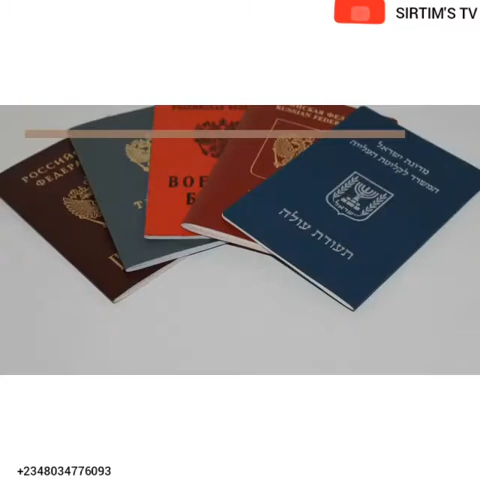 SIRTIM'S TV
РОССИЙ
ФЕДЕРА
ВОЕ
Б
RUSSIAN FEDER
מדינת ישראל
המשרד לקליטת העלייה
תעודת עולה
+2348034776093